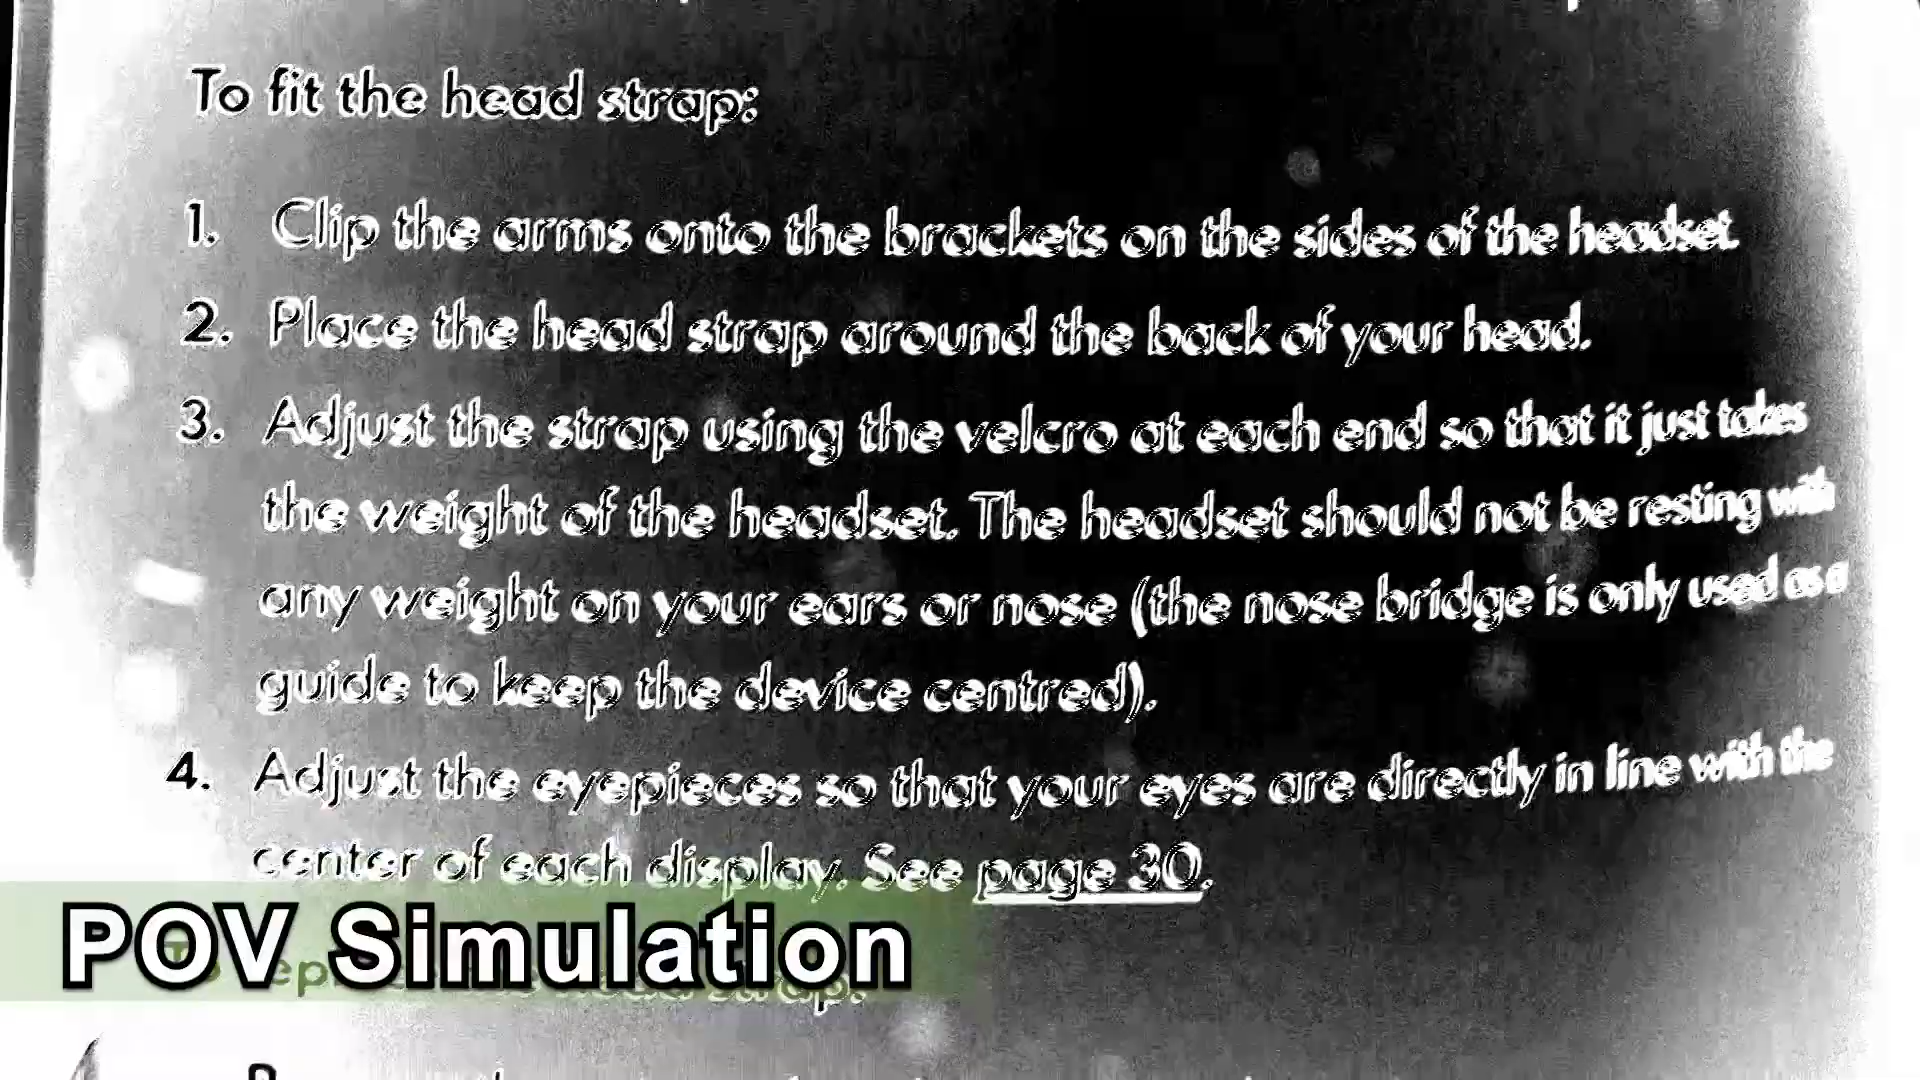 To fit the head strap:
1. Clip the arms onto the brackets on the sides of the headset.
2. Place the head strap around the back of your head.
3. Adjust the strap using the velcro at each end so that it just takes
the weight of the headset. The headset should not be resting with
any weight on your ears or nose (the nose bridge is only used as a
guide to keep the device centred).
4. Adjust the eyepieces so that your eyes are directly in line with the
center of each display. See page 30.
POV Simulation
head strap: